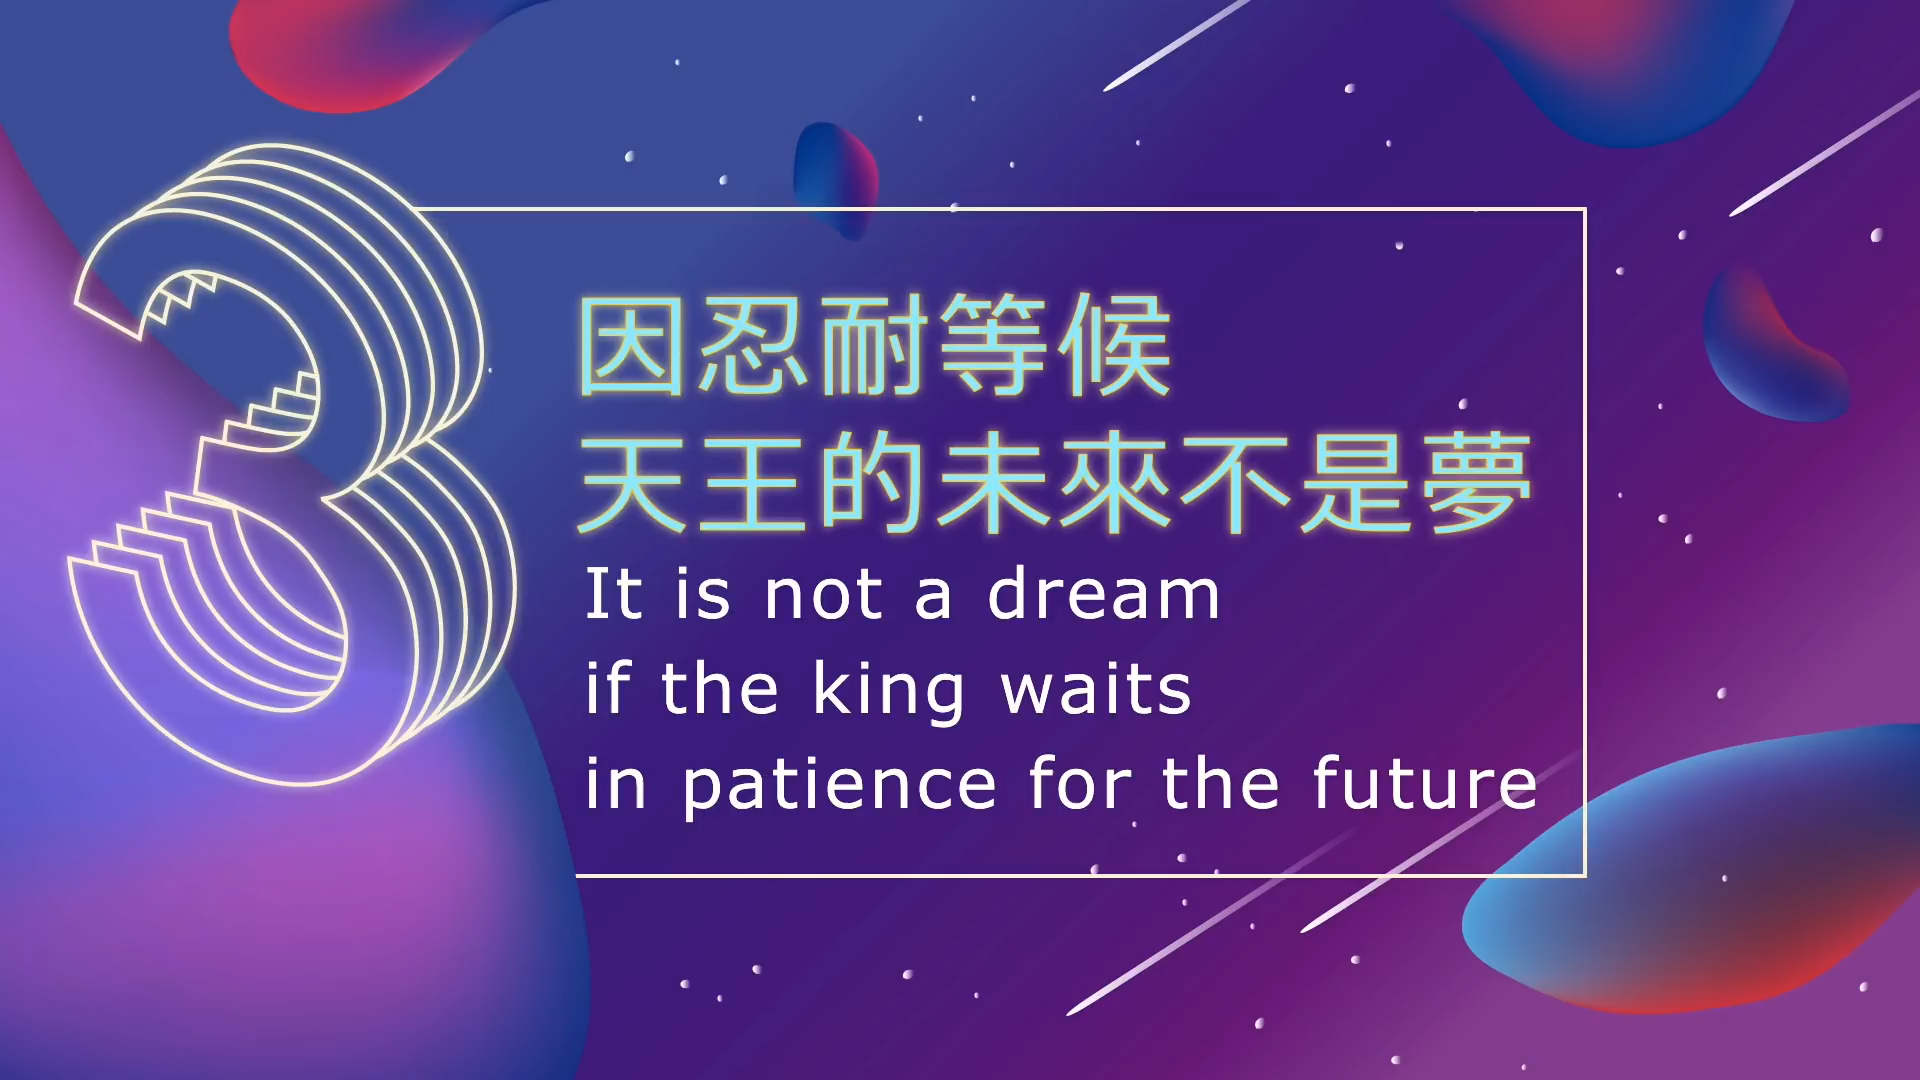 3
因忍耐等候
天王的未來不是夢
It is not a dream
if the king waits
in patience for the future